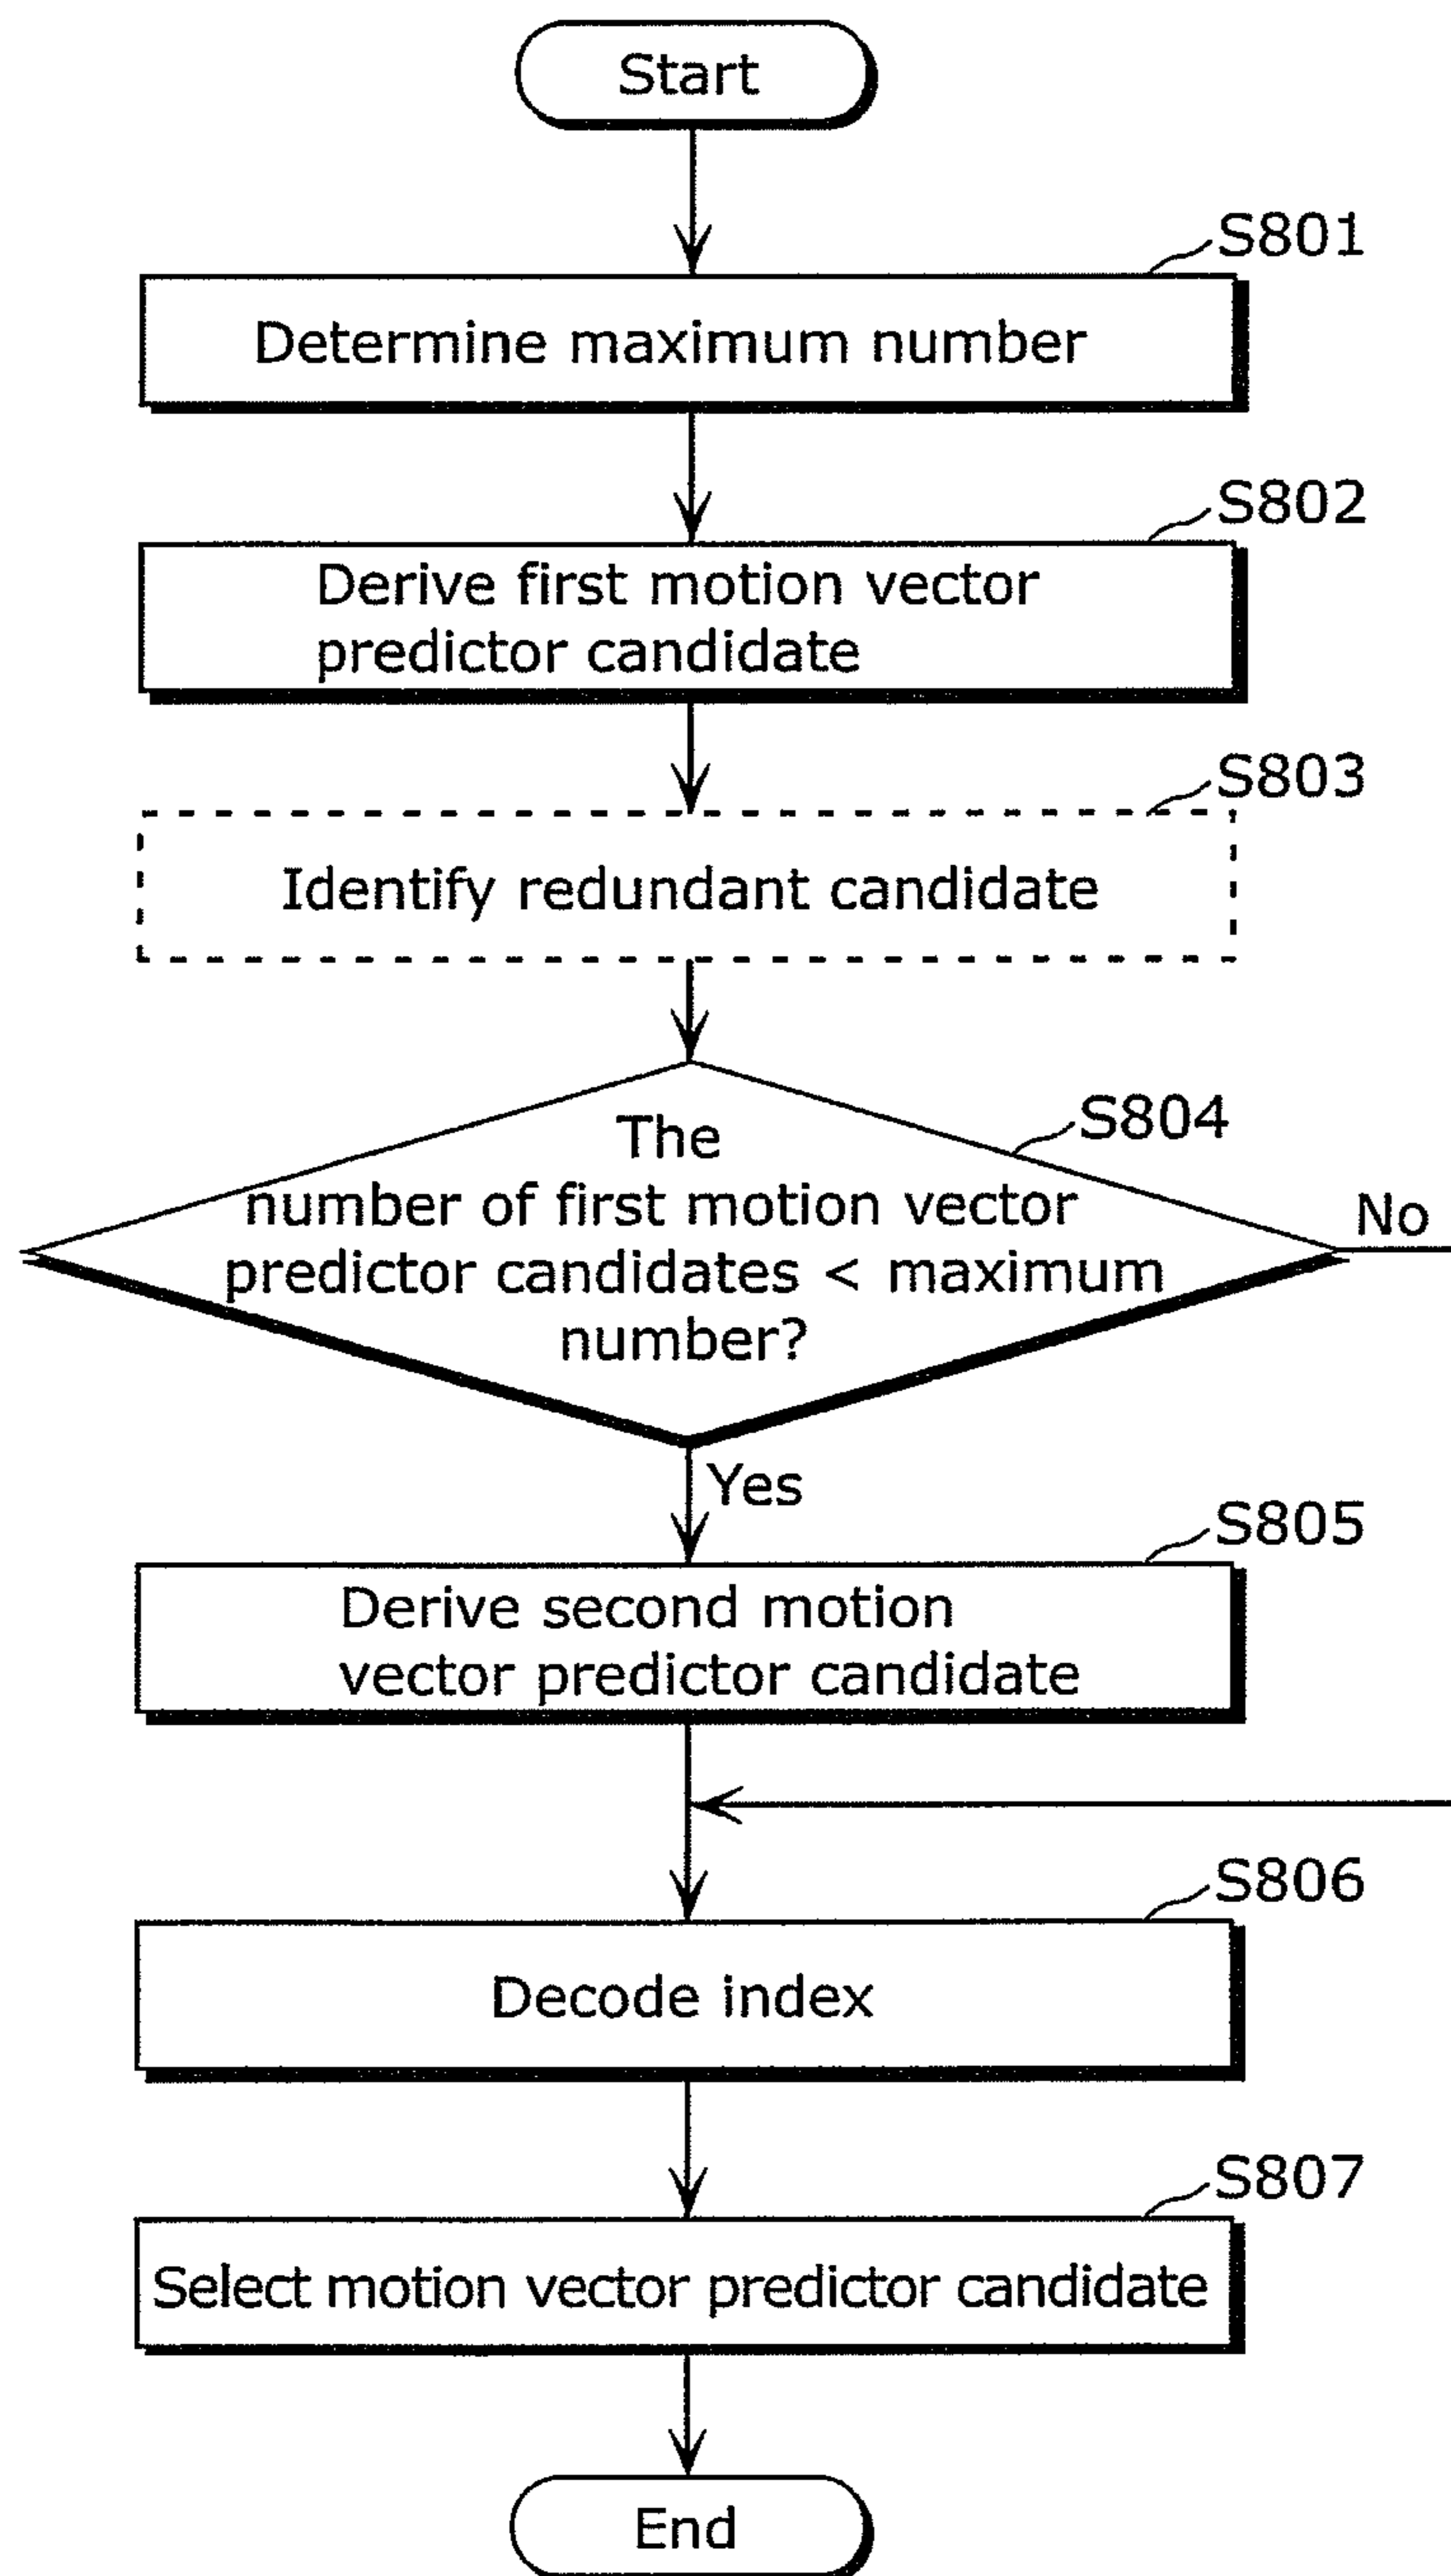 Start
S801
Determine maximum number
S802
Derive first motion vector
predictor candidate
S803
Identify redundant candidate
S804
The
number of first motion vector
predictor candidates < maximum
number?
No
Yes
S805
Derive second motion
vector predictor candidate
S806
Decode index
S807
Select motion vector predictor candidate
End